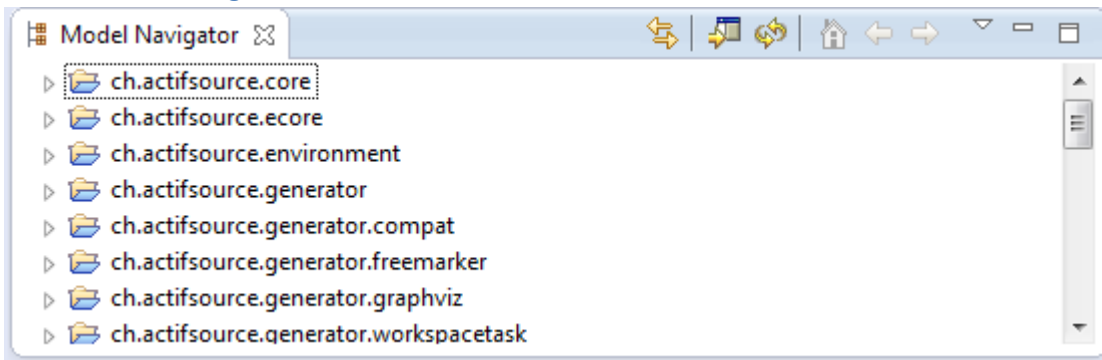 Model Navigator
ch.actifsource.core
ch.actifsource.ecore
ch.actifsource.environment
ch.actifsource.generator
ch.actifsource.generator.compat
ch.actifsource.generator.freemarker
ch.actifsource.generator.graphviz
ch.actifsource.generator.workspacetask